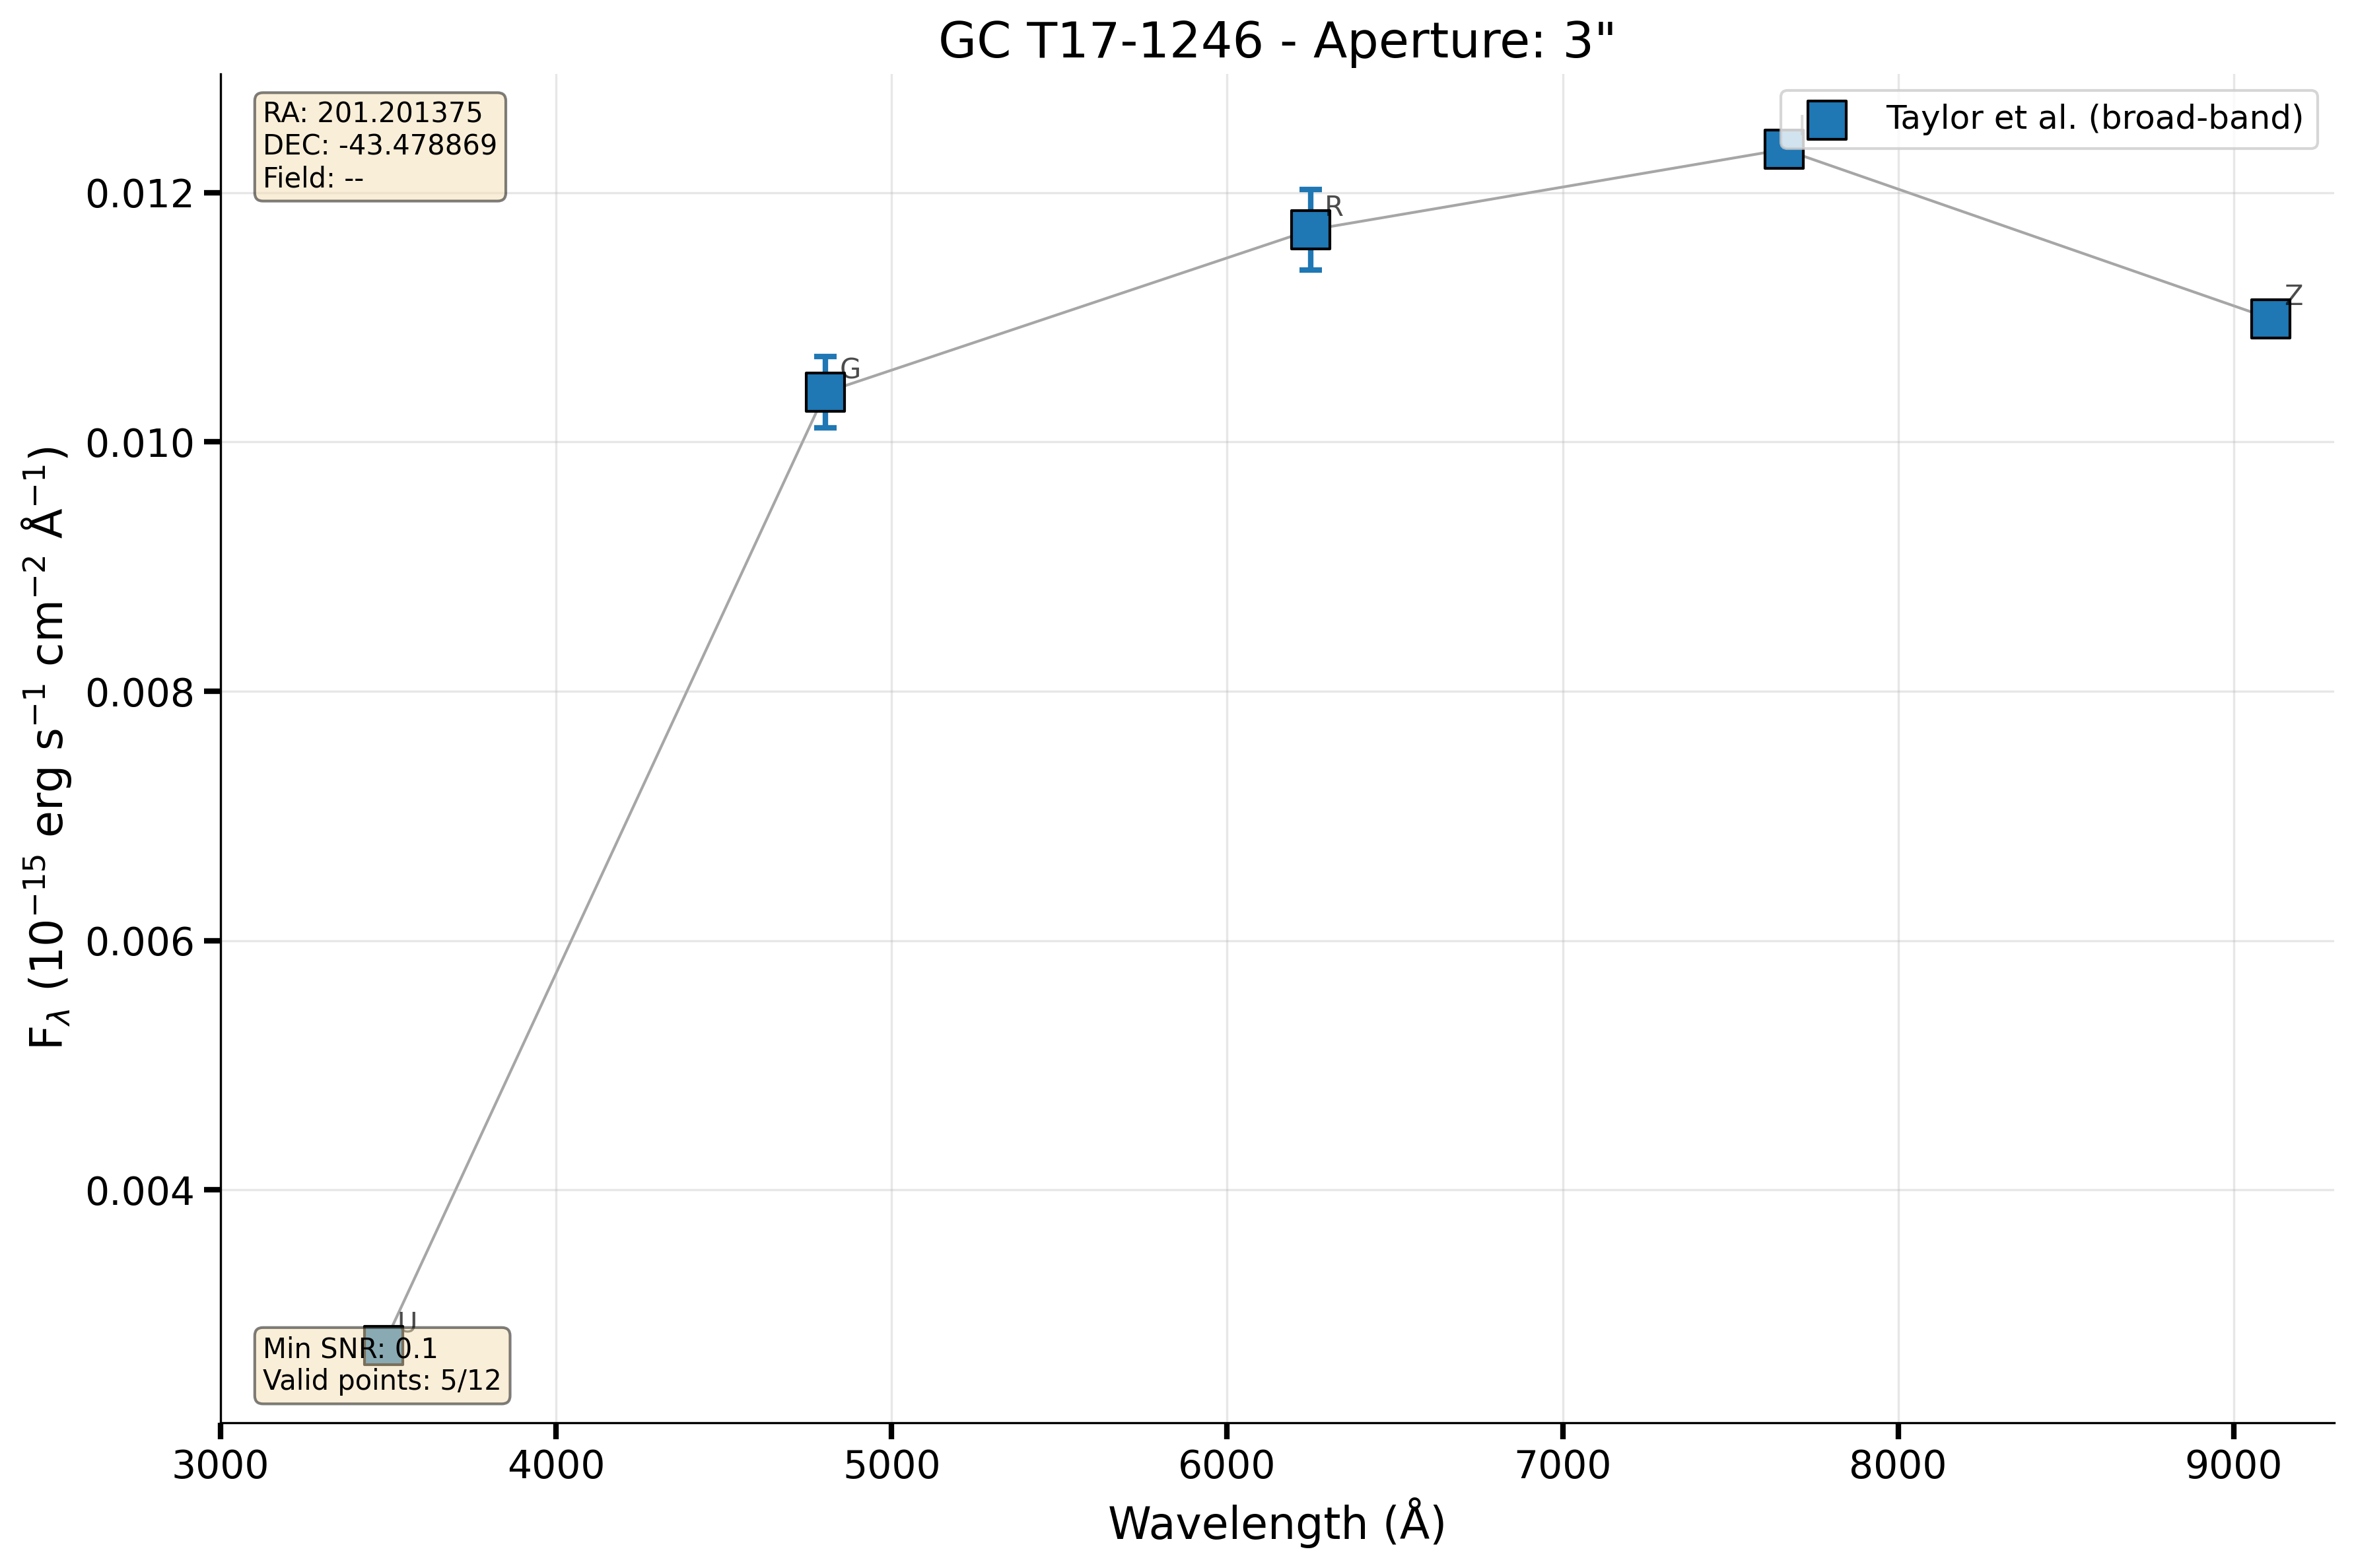 GC T17-1246 - Aperture: 3"
RA: 201.201375
DEC: -43.478869
Field: --
Taylor et al. (broad-band)
F_λ (10⁻¹⁵ erg s⁻¹ cm⁻² Å⁻¹)
0.012
0.010
0.008
0.006
0.004
U
G
R
I
Z
Min SNR: 0.1
Valid points: 5/12
3000 4000 5000 6000 7000 8000 9000
Wavelength (Å)